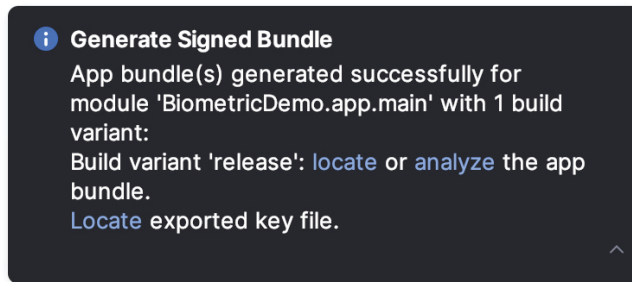 Generate Signed Bundle
App bundle(s) generated successfully for
module 'BiometricDemo.app.main' with 1 build
variant:
Build variant 'release': locate or analyze the app
bundle.
Locate exported key file.